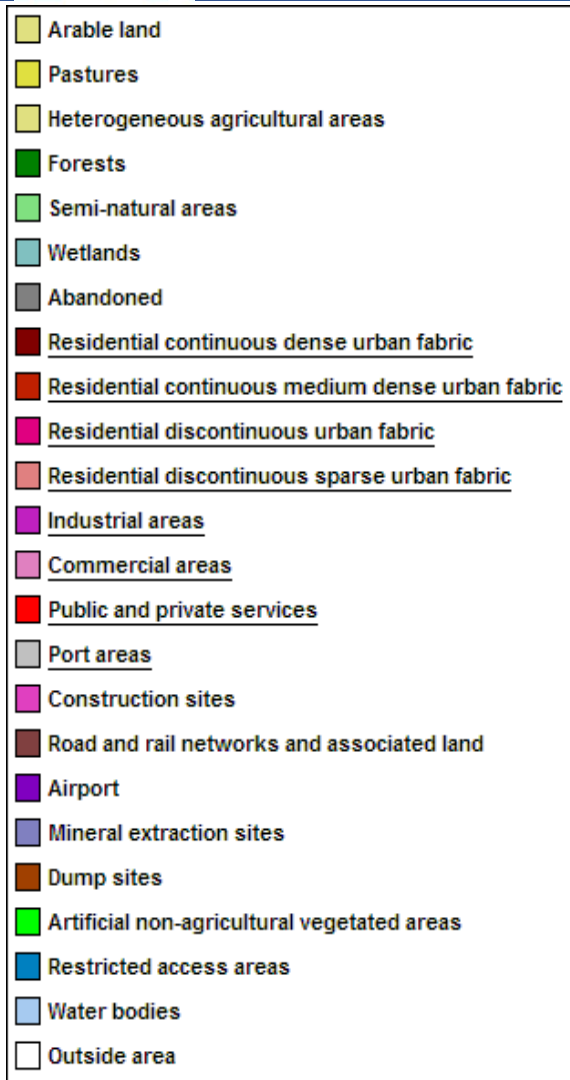 Arable land
Pastures
Heterogeneous agricultural areas
Forests
Semi-natural areas
Wetlands
Abandoned
Residential continuous dense urban fabric
Residential continuous medium dense urban fabric
Residential discontinuous urban fabric
Residential discontinuous sparse urban fabric
Industrial areas
Commercial areas
Public and private services
Port areas
Construction sites
Road and rail networks and associated land
Airport
Mineral extraction sites
Dump sites
Artificial non-agricultural vegetated areas
Restricted access areas
Water bodies
Outside area